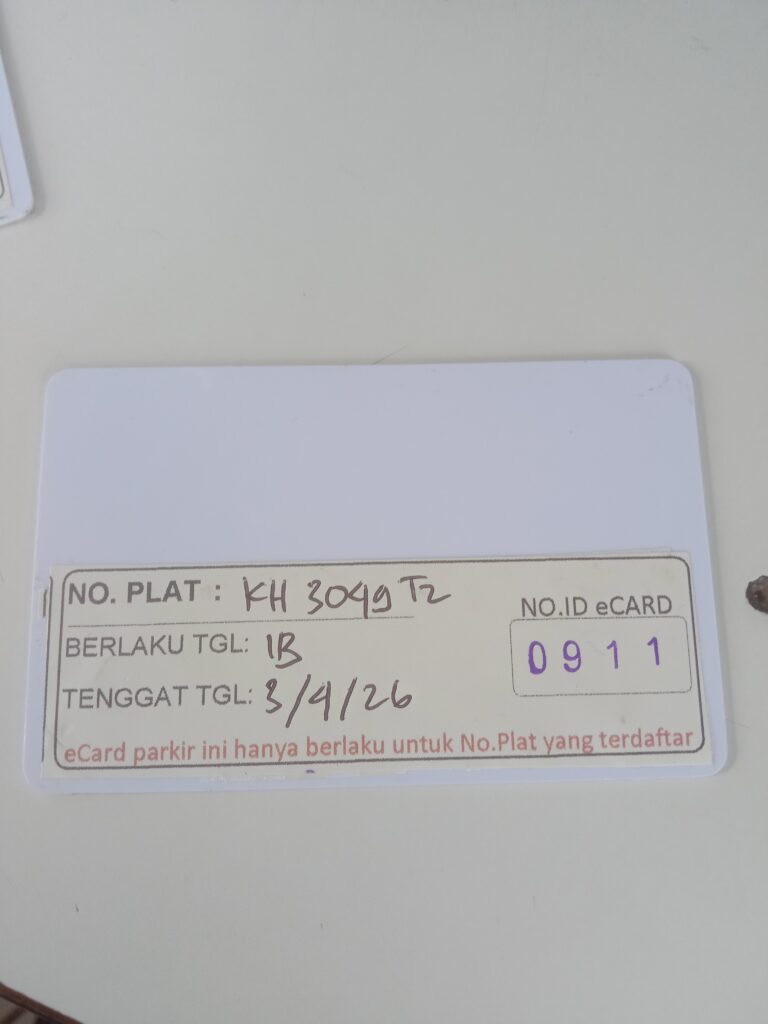 NO. PLAT : KH 3049 TZ
NO.ID eCARD
BERLAKU TGL: 1B
0911
TENGGAT TGL: 3/4/26
eCard parkir ini hanya berlaku untuk No.Plat yang terdaftar